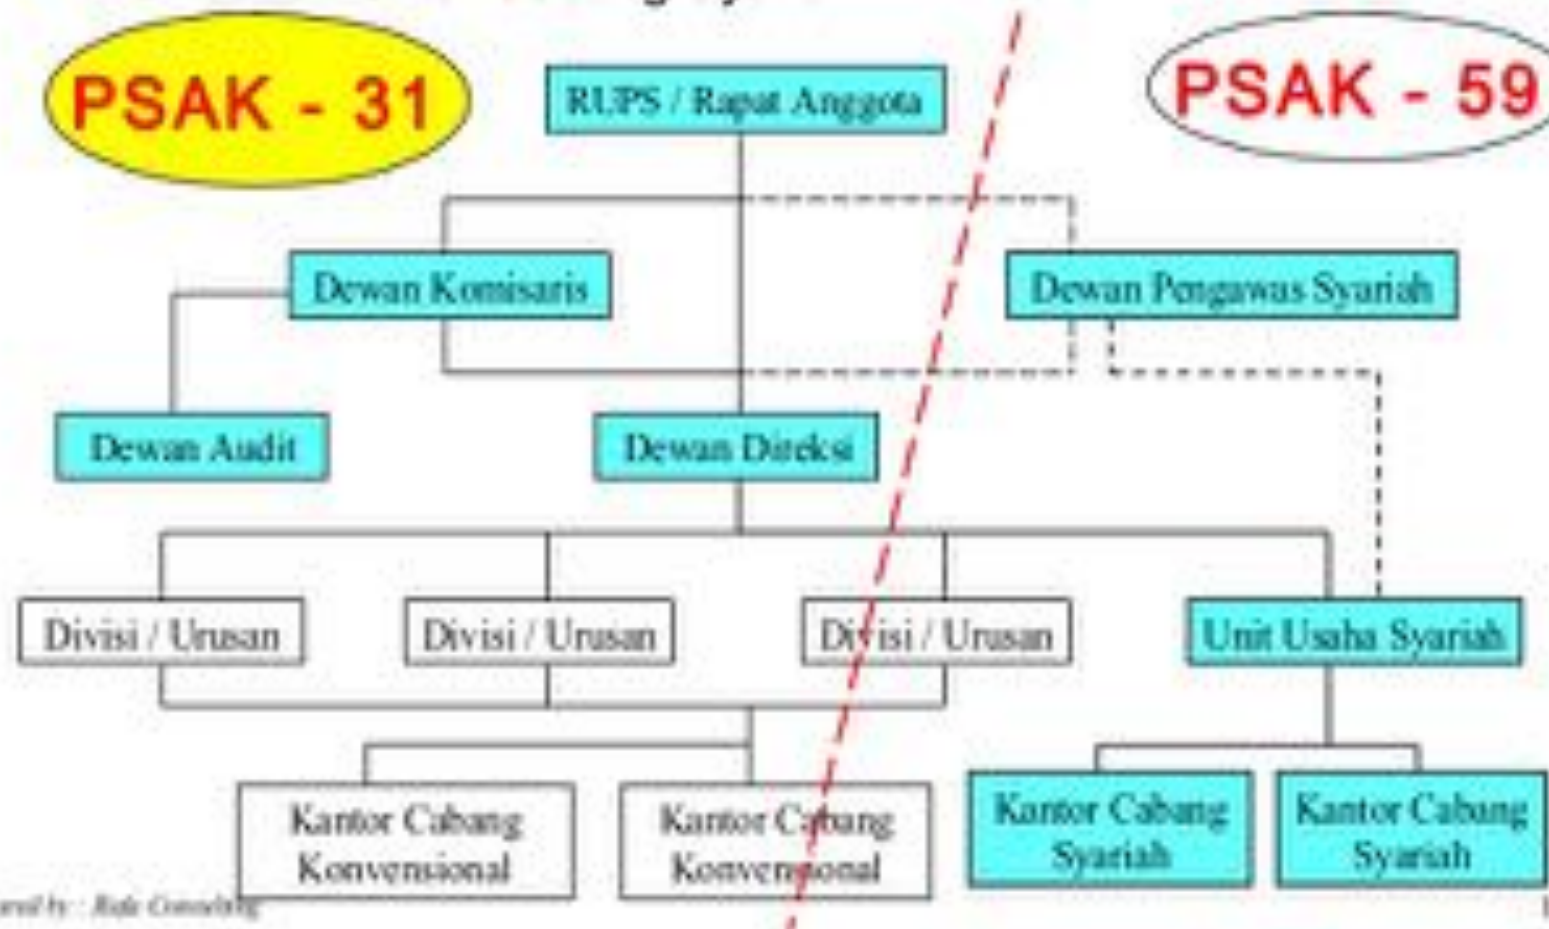 PSAK - 31
RUPS / Rapat Anggota
PSAK - 59
Dewan Komisaris
Dewan Pengawas Syariah
Dewan Audit
Dewan Direksi
Divisi / Urusan
Divisi / Urusan
Divisi / Urusan
Unit Usaha Syariah
Kantor Cabang
Konvensional
Kantor Cabang
Konvensional
Kantor Cabang
Syariah
Kantor Cabang
Syariah
by :